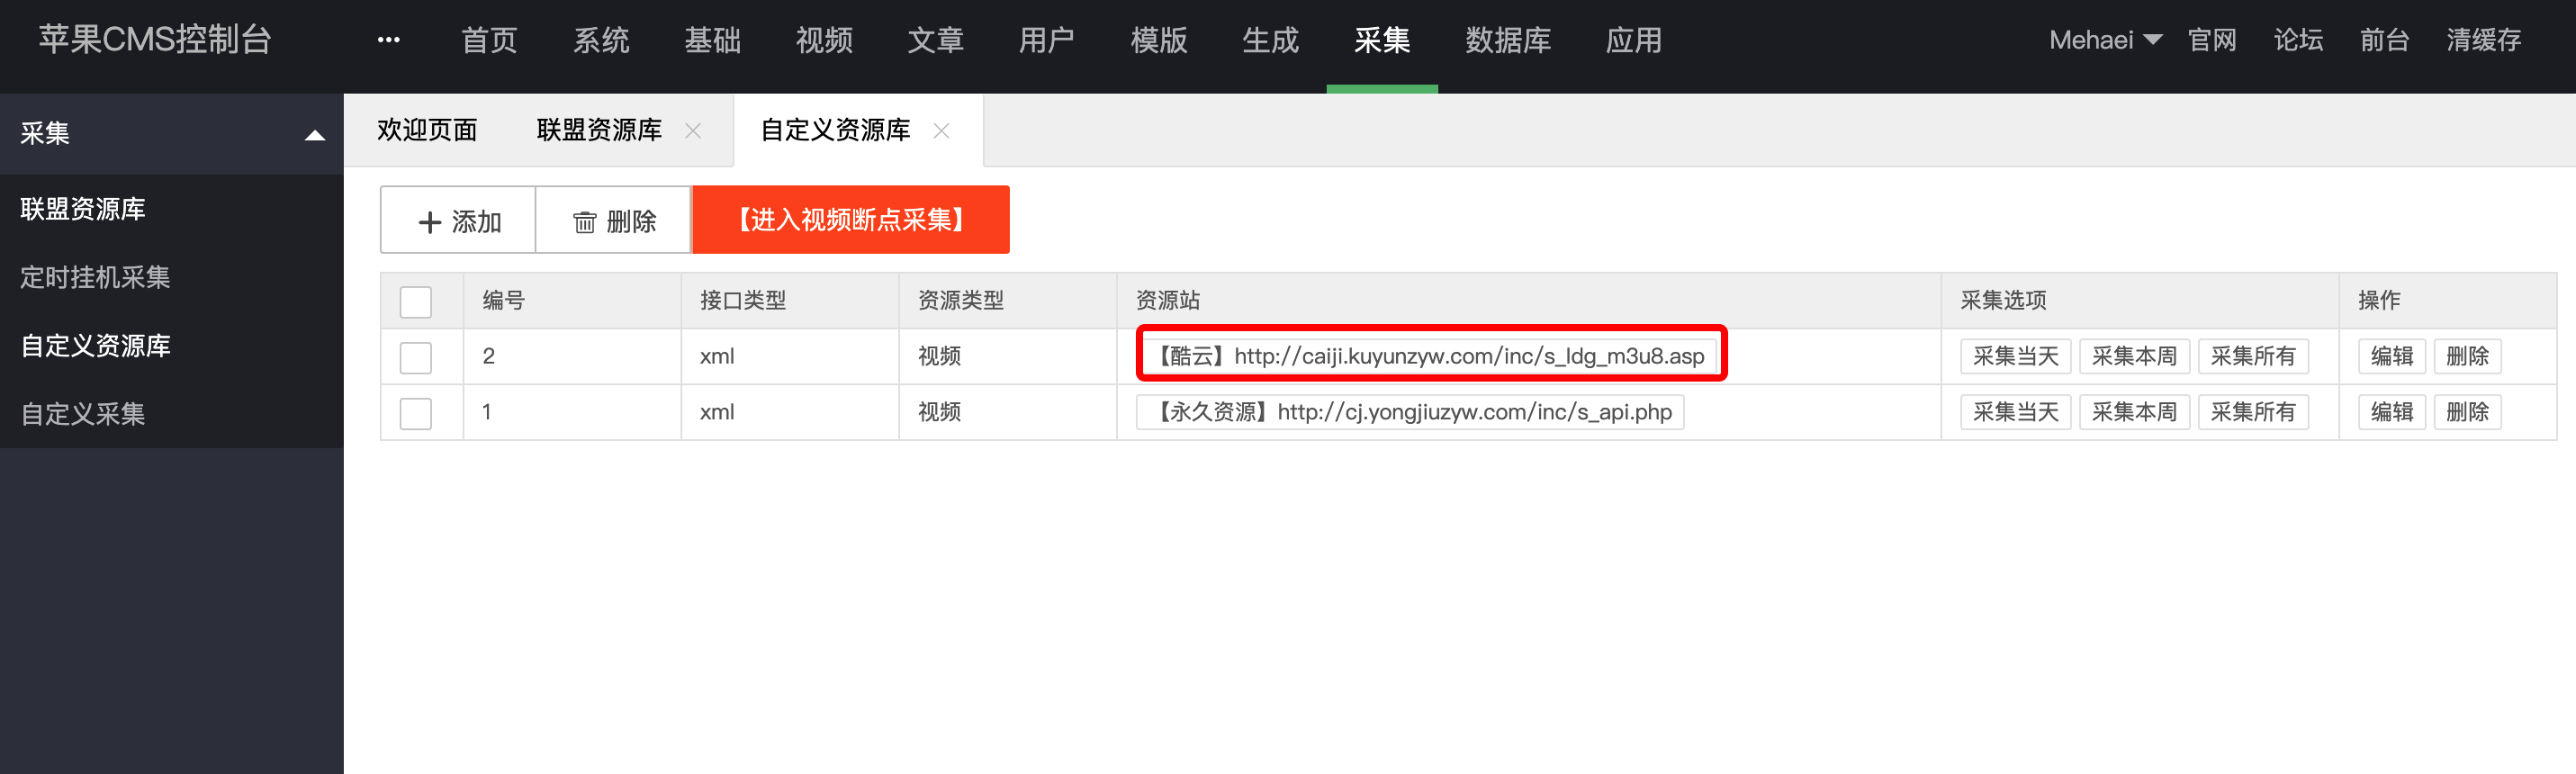 苹果CMS控制台 ··· 首页 系统 基础 视频 文章 用户 模版 生成 采集 数据库 应用 Mehaei 官网 论坛 前台 清缓存
采集
联盟资源库
定时挂机采集
自定义资源库
自定义采集
欢迎页面 联盟资源库 自定义资源库
添加 删除 【进入视频断点采集】
编号 接口类型 资源类型 资源站 采集选项 操作
2 xml 视频 【酷云】http://caiji.kuyunzyw.com/inc/s_ldg_m3u8.asp 采集当天 采集本周 采集所有 编辑 删除
1 xml 视频 【永久资源】http://cj.yongjiuzyw.com/inc/s_api.php 采集当天 采集本周 采集所有 编辑 删除